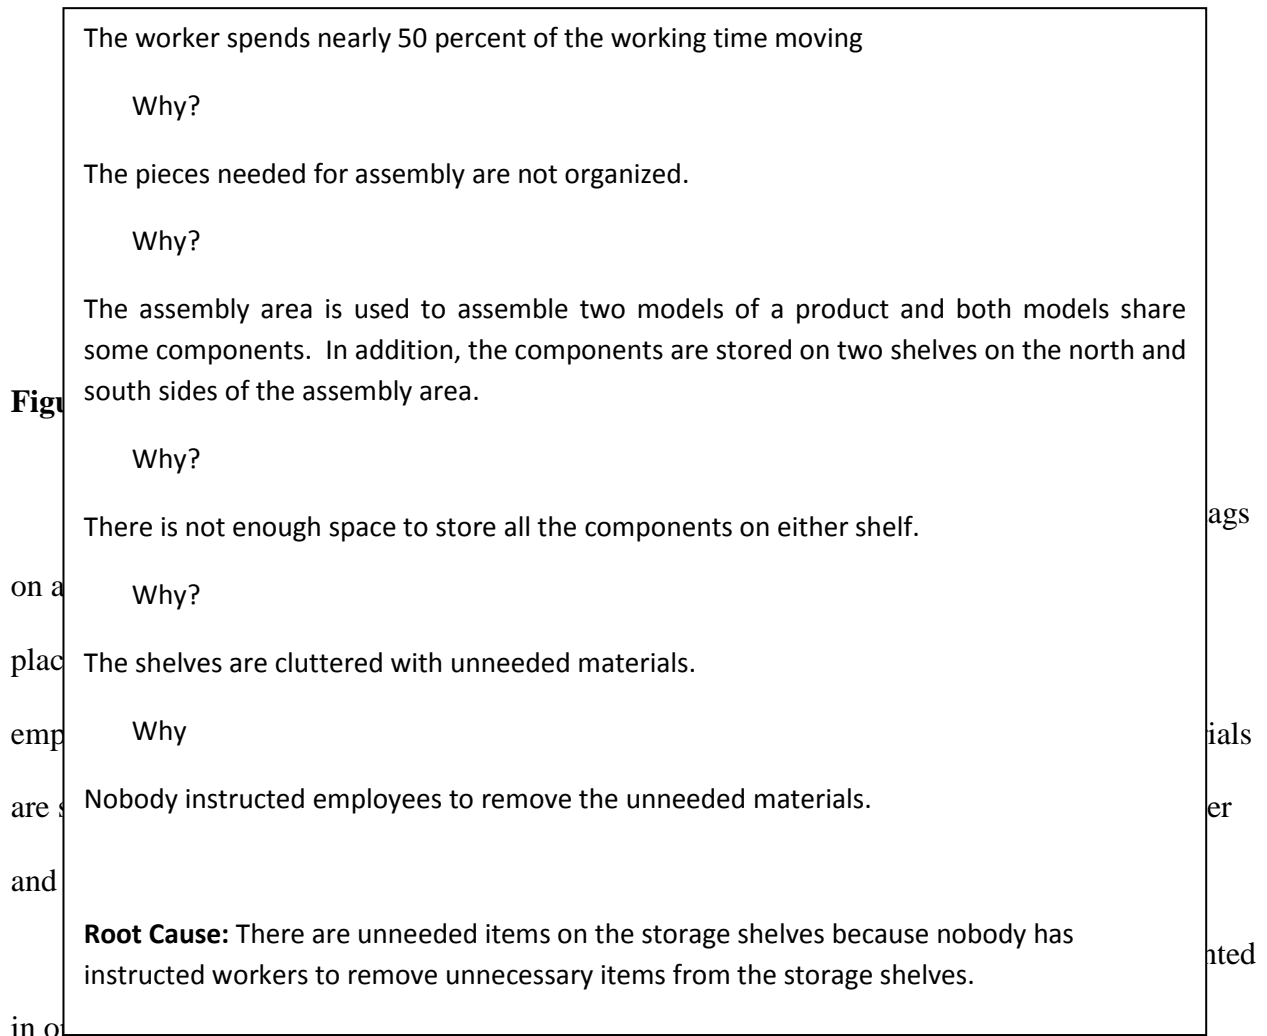 The worker spends nearly 50 percent of the working time moving
Why?
The pieces needed for assembly are not organized.
Why?
The assembly area is used to assemble two models of a product and both models share
some components. In addition, the components are stored on two shelves on the north and
south sides of the assembly area.
Why?
There is not enough space to store all the components on either shelf.
Why?
The shelves are cluttered with unneeded materials.
Why
Nobody instructed employees to remove the unneeded materials.
Root Cause: There are unneeded items on the storage shelves because nobody has
instructed workers to remove unnecessary items from the storage shelves.
on
are
and
in